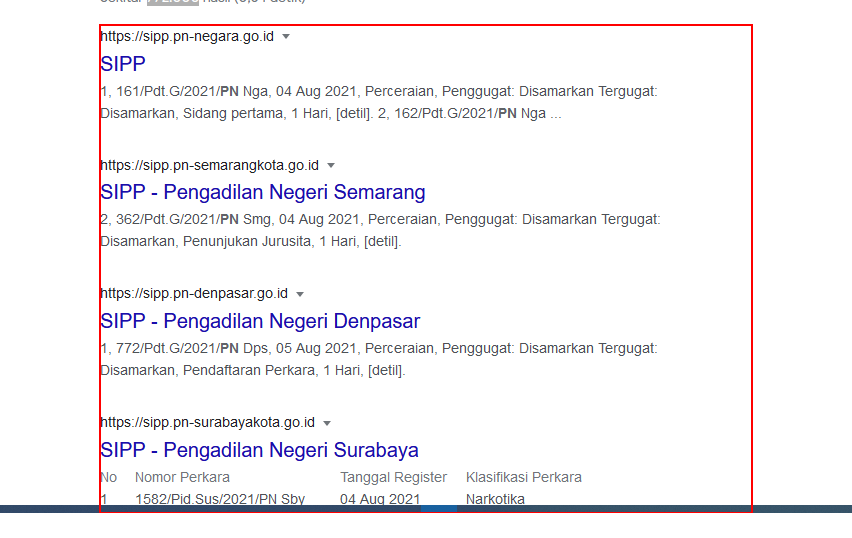 https://sipp.pn-negara.go.id
SIPP
1, 161/Pdt.G/2021/PN Nga, 04 Aug 2021, Perceraian, Penggugat: Disamarkan Tergugat:
Disamarkan, Sidang pertama, 1 Hari, [detil]. 2, 162/Pdt.G/2021/PN Nga ...
https://sipp.pn-semarangkota.go.id
SIPP - Pengadilan Negeri Semarang
2, 362/Pdt.G/2021/PN Smg, 04 Aug 2021, Perceraian, Penggugat: Disamarkan Tergugat:
Disamarkan, Penunjukan Jurusita, 1 Hari, [detil].
https://sipp.pn-denpasar.go.id
SIPP - Pengadilan Negeri Denpasar
1, 772/Pdt.G/2021/PN Dps, 05 Aug 2021, Perceraian, Penggugat: Disamarkan Tergugat:
Disamarkan, Pendaftaran Perkara, 1 Hari, [detil].
https://sipp.pn-surabayakota.go.id
SIPP - Pengadilan Negeri Surabaya
No Nomor Perkara Tanggal Register Klasifikasi Perkara
1 1582/Pid.Sus/2021/PN Sby 04 Aug 2021 Narkotika